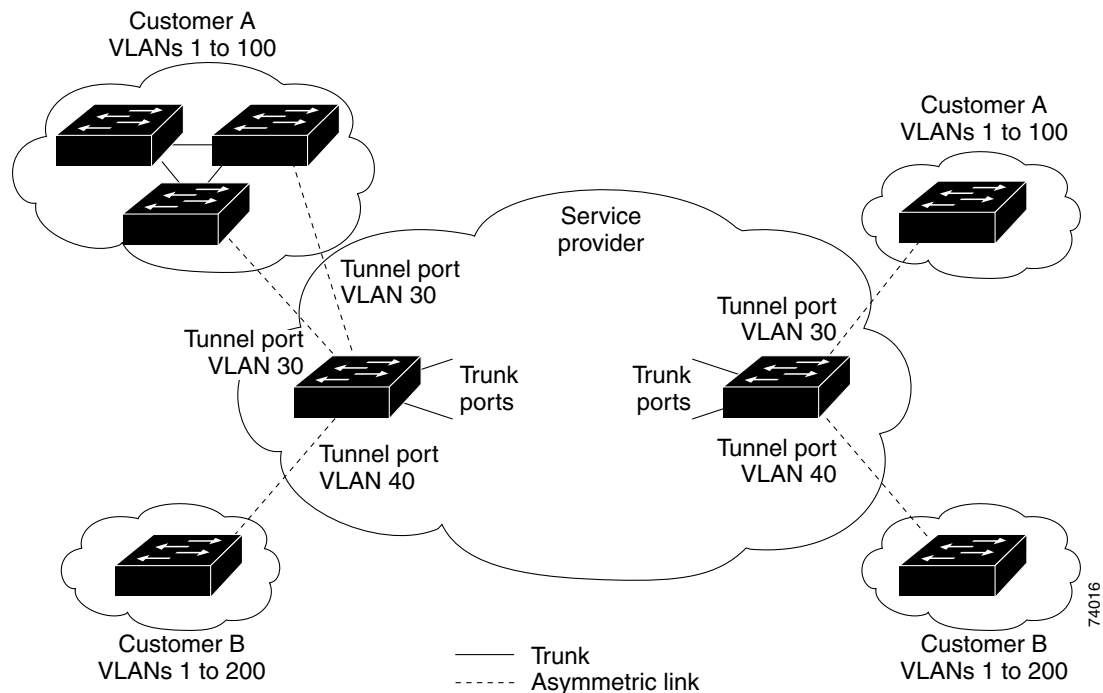 Customer A
VLANs 1 to 100
Customer A
VLANs 1 to 100
Service
provider
Tunnel port
VLAN 30
Tunnel port
VLAN 30
Tunnel port
VLAN 30
Trunk
ports
Trunk
ports
Tunnel port
VLAN 40
Tunnel port
VLAN 40
Customer B
VLANs 1 to 200
Customer B
VLANs 1 to 200
74016
Trunk
Asymmetric link